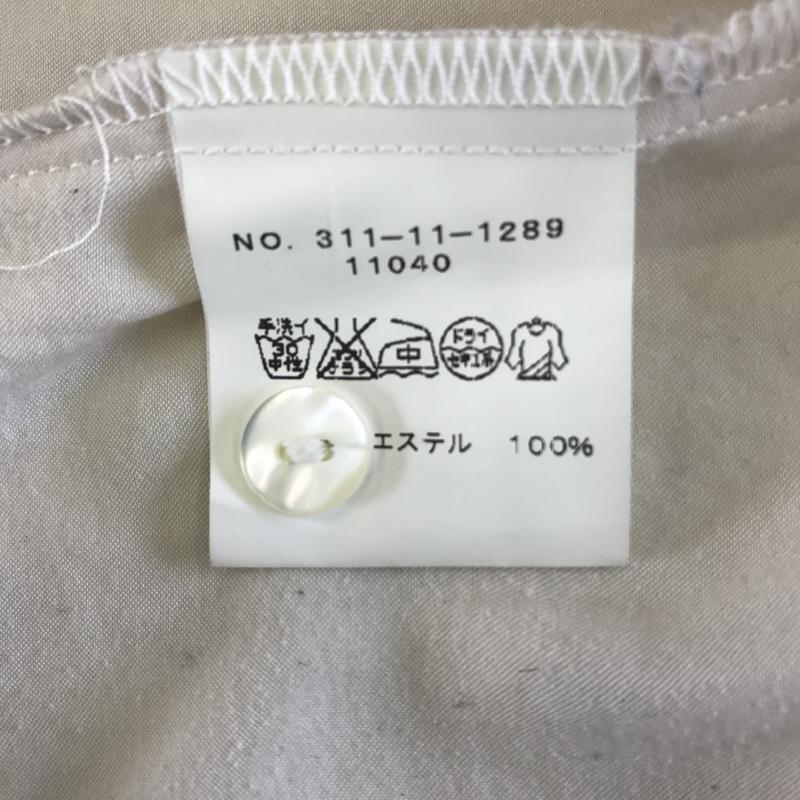 NO. 311-11-1289
11040
手洗イ
30
中性
エンソ
サラシ
中
ドライ
セキユ系
エステル 100%